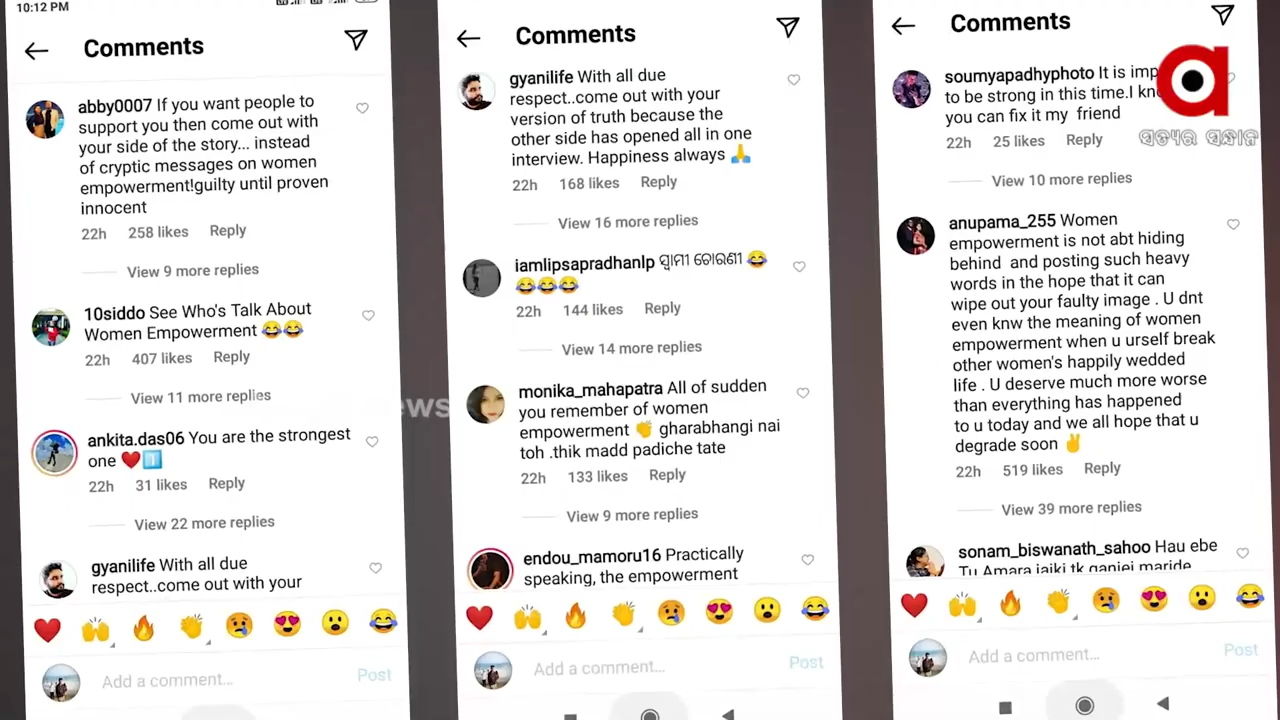 10:12 PM
Comments
abby0007 If you want people to
support you then come out with
your side of the story... instead
of cryptic messages on women
empowerment!guilty until proven
innocent
22h 258 likes Reply
View 9 more replies
10siddo See Who's Talk About
Women Empowerment 😂😂
22h 407 likes Reply
View 11 more replies
ankita.das06 You are the strongest
one ❤️1️⃣
22h 31 likes Reply
View 22 more replies
gyanilife With all due
respect..come out with your
❤️🙌🔥👏😢😍😮😂
Add a comment... Post
Comments
gyanilife With all due
respect..come out with your
version of truth because the
other side has opened all in one
interview. Happiness always 🙏
22h 168 likes Reply
View 16 more replies
iamlipsapradhanlp ସ୍ୱାମୀ ଚୋରଣୀ 😂
😂😂😂
22h 144 likes Reply
View 14 more replies
monika_mahapatra All of sudden
you remember of women
empowerment 👏 gharabhangi nai
toh .thik madd padiche tate
22h 133 likes Reply
View 9 more replies
endou_mamoru16 Practically
speaking, the empowerment
❤️🙌🔥👏😢😍😮😂
Add a comment... Post
Comments
soumyapadhyphoto It is imp
to be strong in this time.I kn
you can fix it my friend
22h 25 likes Reply
View 10 more replies
anupama_255 Women
empowerment is not abt hiding
behind and posting such heavy
words in the hope that it can
wipe out your faulty image . U dnt
even knw the meaning of women
empowerment when u urself break
other women's happily wedded
life . U deserve much more worse
than everything has happened
to u today and we all hope that u
degrade soon ✌️
22h 519 likes Reply
View 39 more replies
sonam_biswanath_sahoo Hau ebe
Tu Amara jaiki tk ganjei maride
❤️🙌🔥👏😢😍😮😂
Add a comment... Post
ସତ୍ୟର ସନ୍ଧାନ
ews